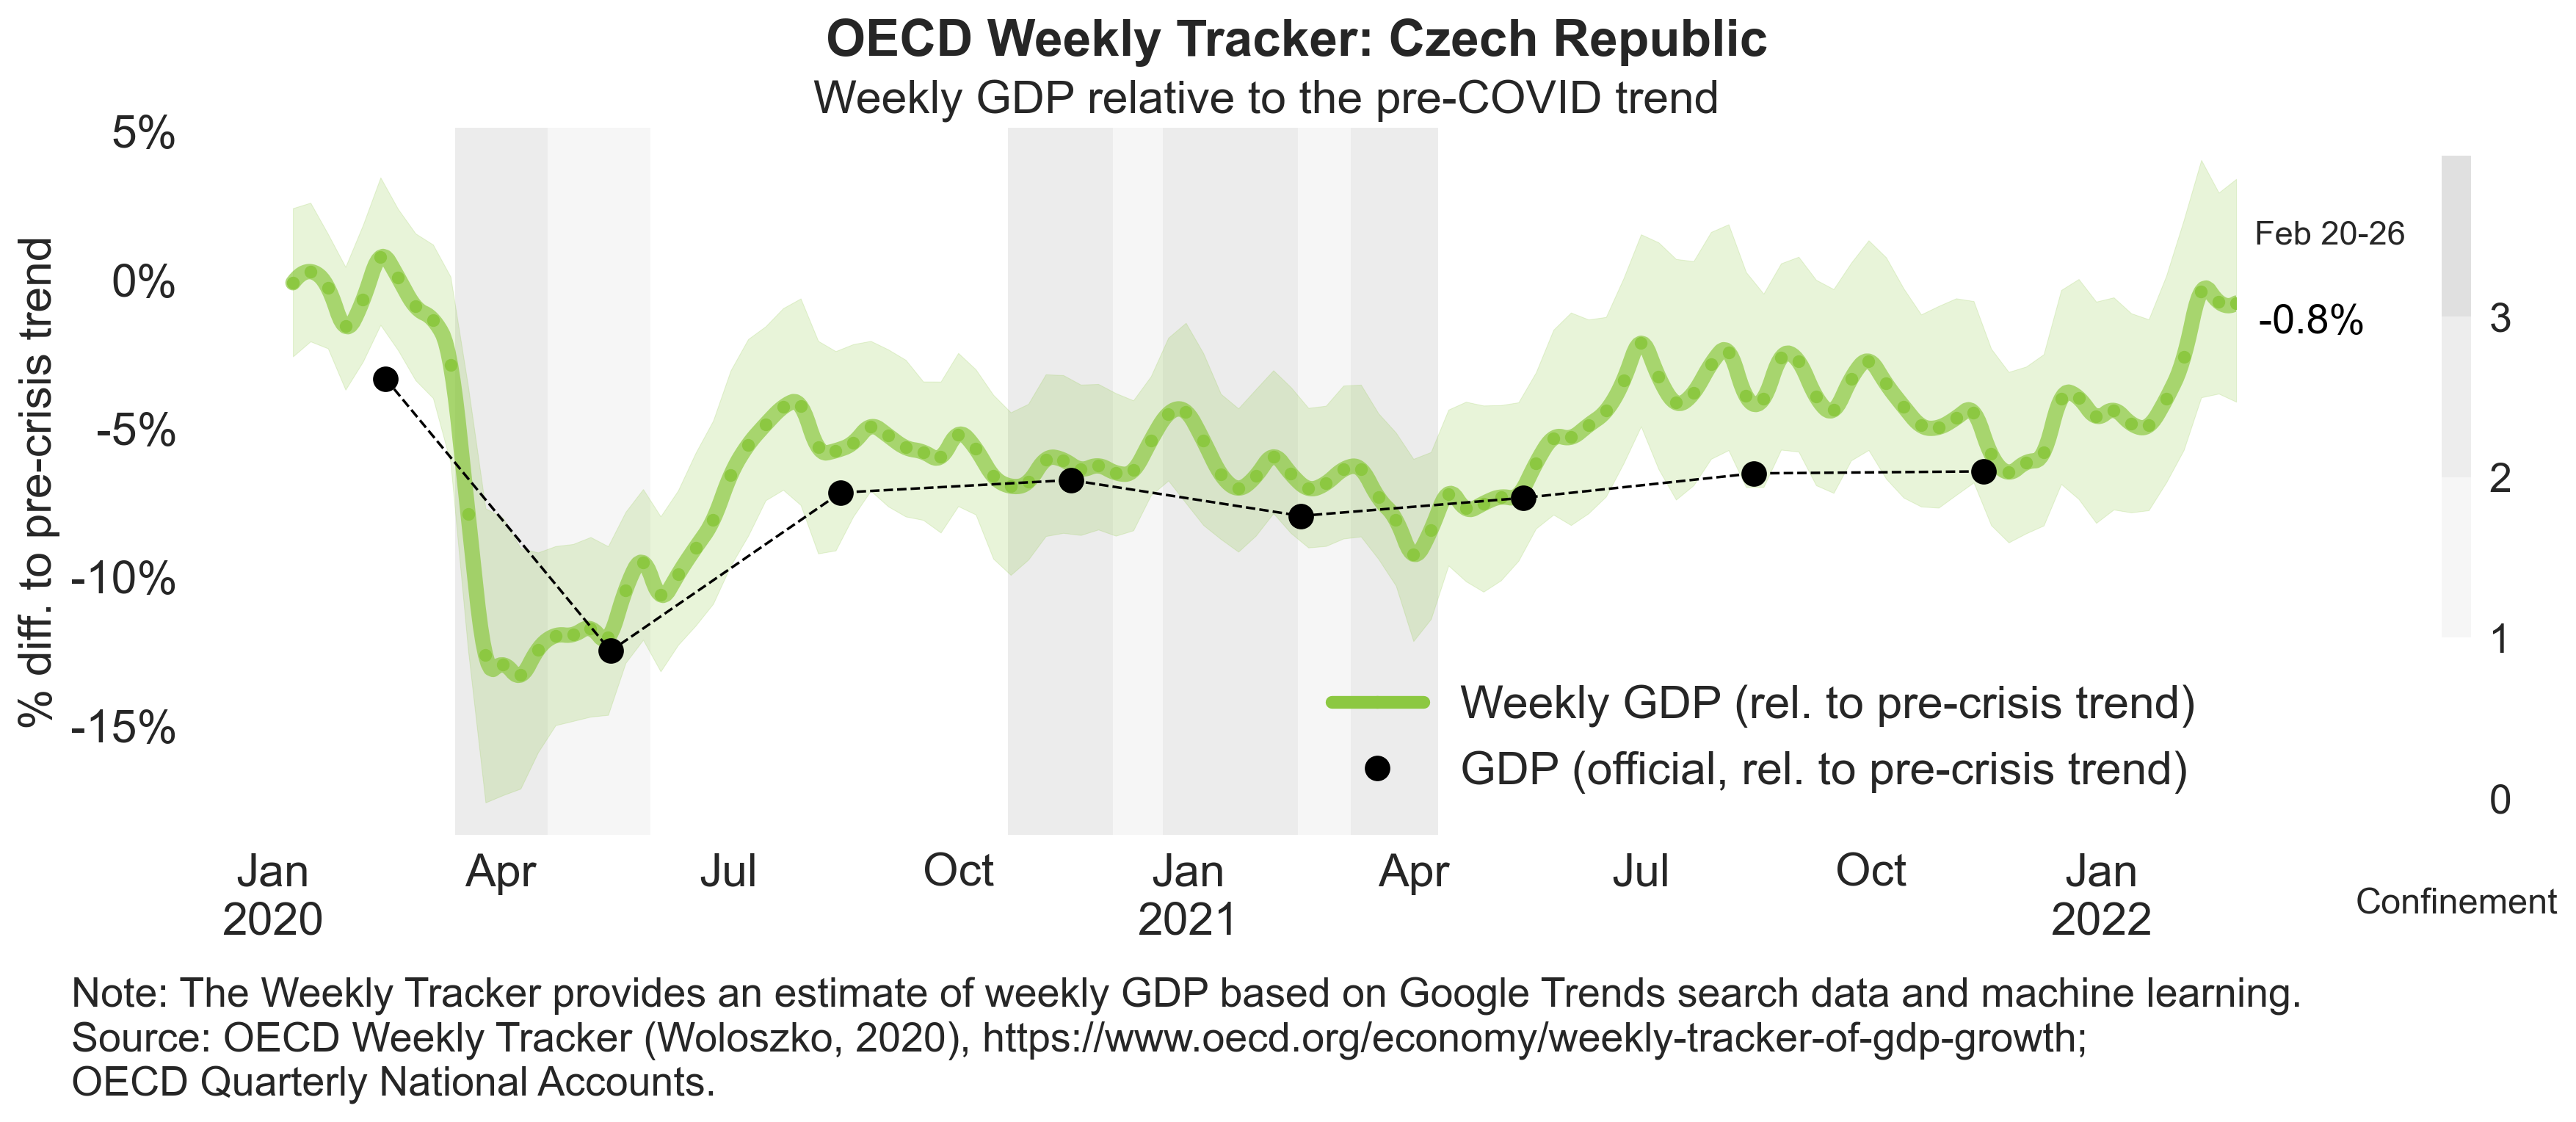 OECD Weekly Tracker: Czech Republic
Weekly GDP relative to the pre-COVID trend
% diff. to pre-crisis trend
5%
0%
-5%
-10%
-15%
Feb 20-26
-0.8%
3
2
1
0
Confinement
Weekly GDP (rel. to pre-crisis trend)
GDP (official, rel. to pre-crisis trend)
Jan Apr Jul Oct Jan Apr Jul Oct Jan
2020 2021 2022
Note: The Weekly Tracker provides an estimate of weekly GDP based on Google Trends search data and machine learning.
Source: OECD Weekly Tracker (Woloszko, 2020), https://www.oecd.org/economy/weekly-tracker-of-gdp-growth;
OECD Quarterly National Accounts.